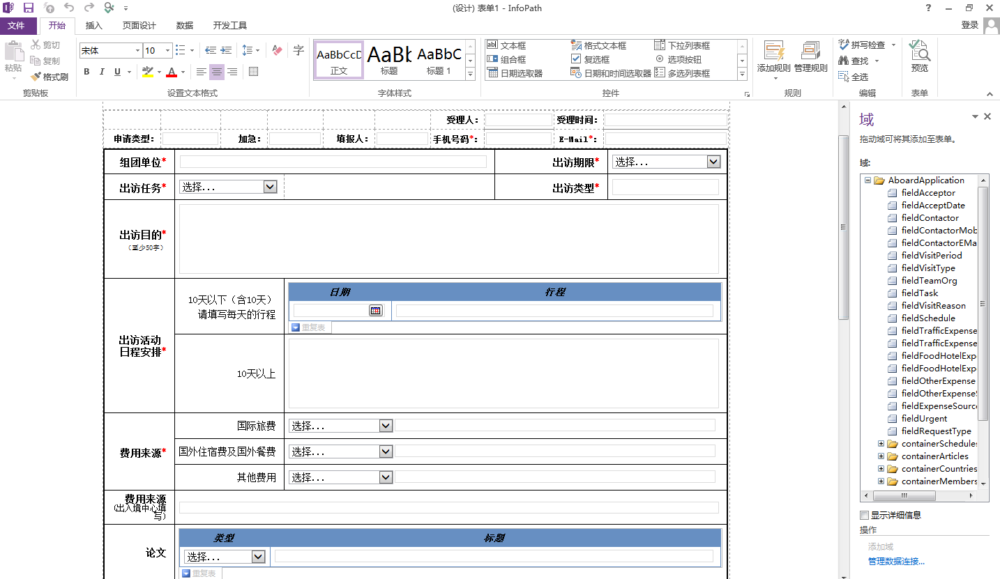 (设计) 表单1 - InfoPath
文件 开始 插入 页面设计 数据 开发工具 登录
粘贴 剪切 复制 格式刷
剪贴板
宋体 10
B I U A 字
设置文本格式
AaBbCcD AaBb AaBbC
正文 标题 标题 1
字体样式
文本框 格式文本框 下拉列表框
组合框 复选框 选项按钮
日期选取器 日期和时间选取器 多选列表框
控件
添加规则 管理规则
规则
拼写检查
查找
全选
编辑
预览
表单
受理人： 受理时间：
申请类型： 加急： 填报人： 手机号码*： E-Mail*：
组团单位* 出访期限* 选择...
出访任务* 选择... 出访类型*
出访目的*
（至少50字）
出访活动
日程安排*
10天以下（含10天）
请填写每天的行程
日期 行程
重复表
10天以上
费用来源*
国际旅费 选择...
国外住宿费及国外餐费 选择...
其他费用 选择...
费用来源
(出入境中心填
写)
论文
类型 标题
选择...
重复表
域
拖动域可将其添加至表单。
域:
AboardApplication
fieldAcceptor
fieldAcceptDate
fieldContactor
fieldContactorMob
fieldContactorEMa
fieldVisitPeriod
fieldVisitType
fieldTeamOrg
fieldTask
fieldVisitReason
fieldSchedule
fieldTrafficExpense
fieldTrafficExpense
fieldFoodHotelExp
fieldFoodHotelExp
fieldOtherExpense
fieldOtherExpense
fieldExpenseSourc
fieldUrgent
fieldRequestType
containerSchedules
containerArticles
containerCountries
containerMembers
显示详细信息
操作
添加域
管理数据连接...